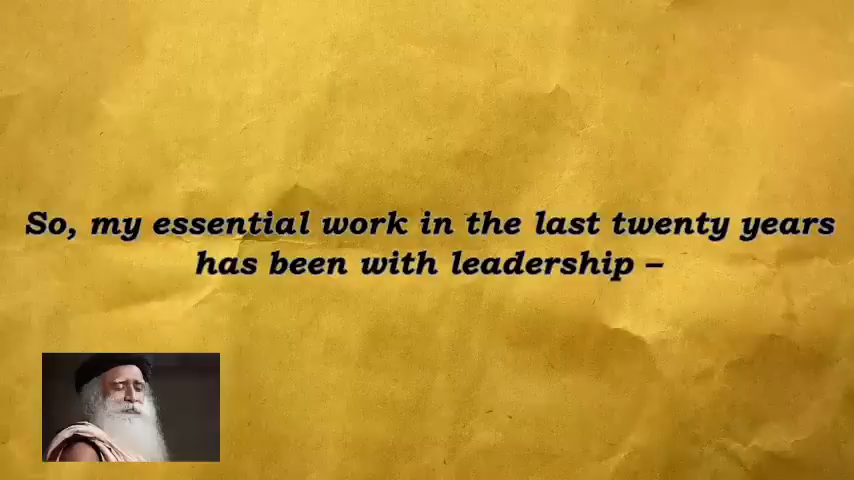 So, my essential work in the last twenty years
has been with leadership –